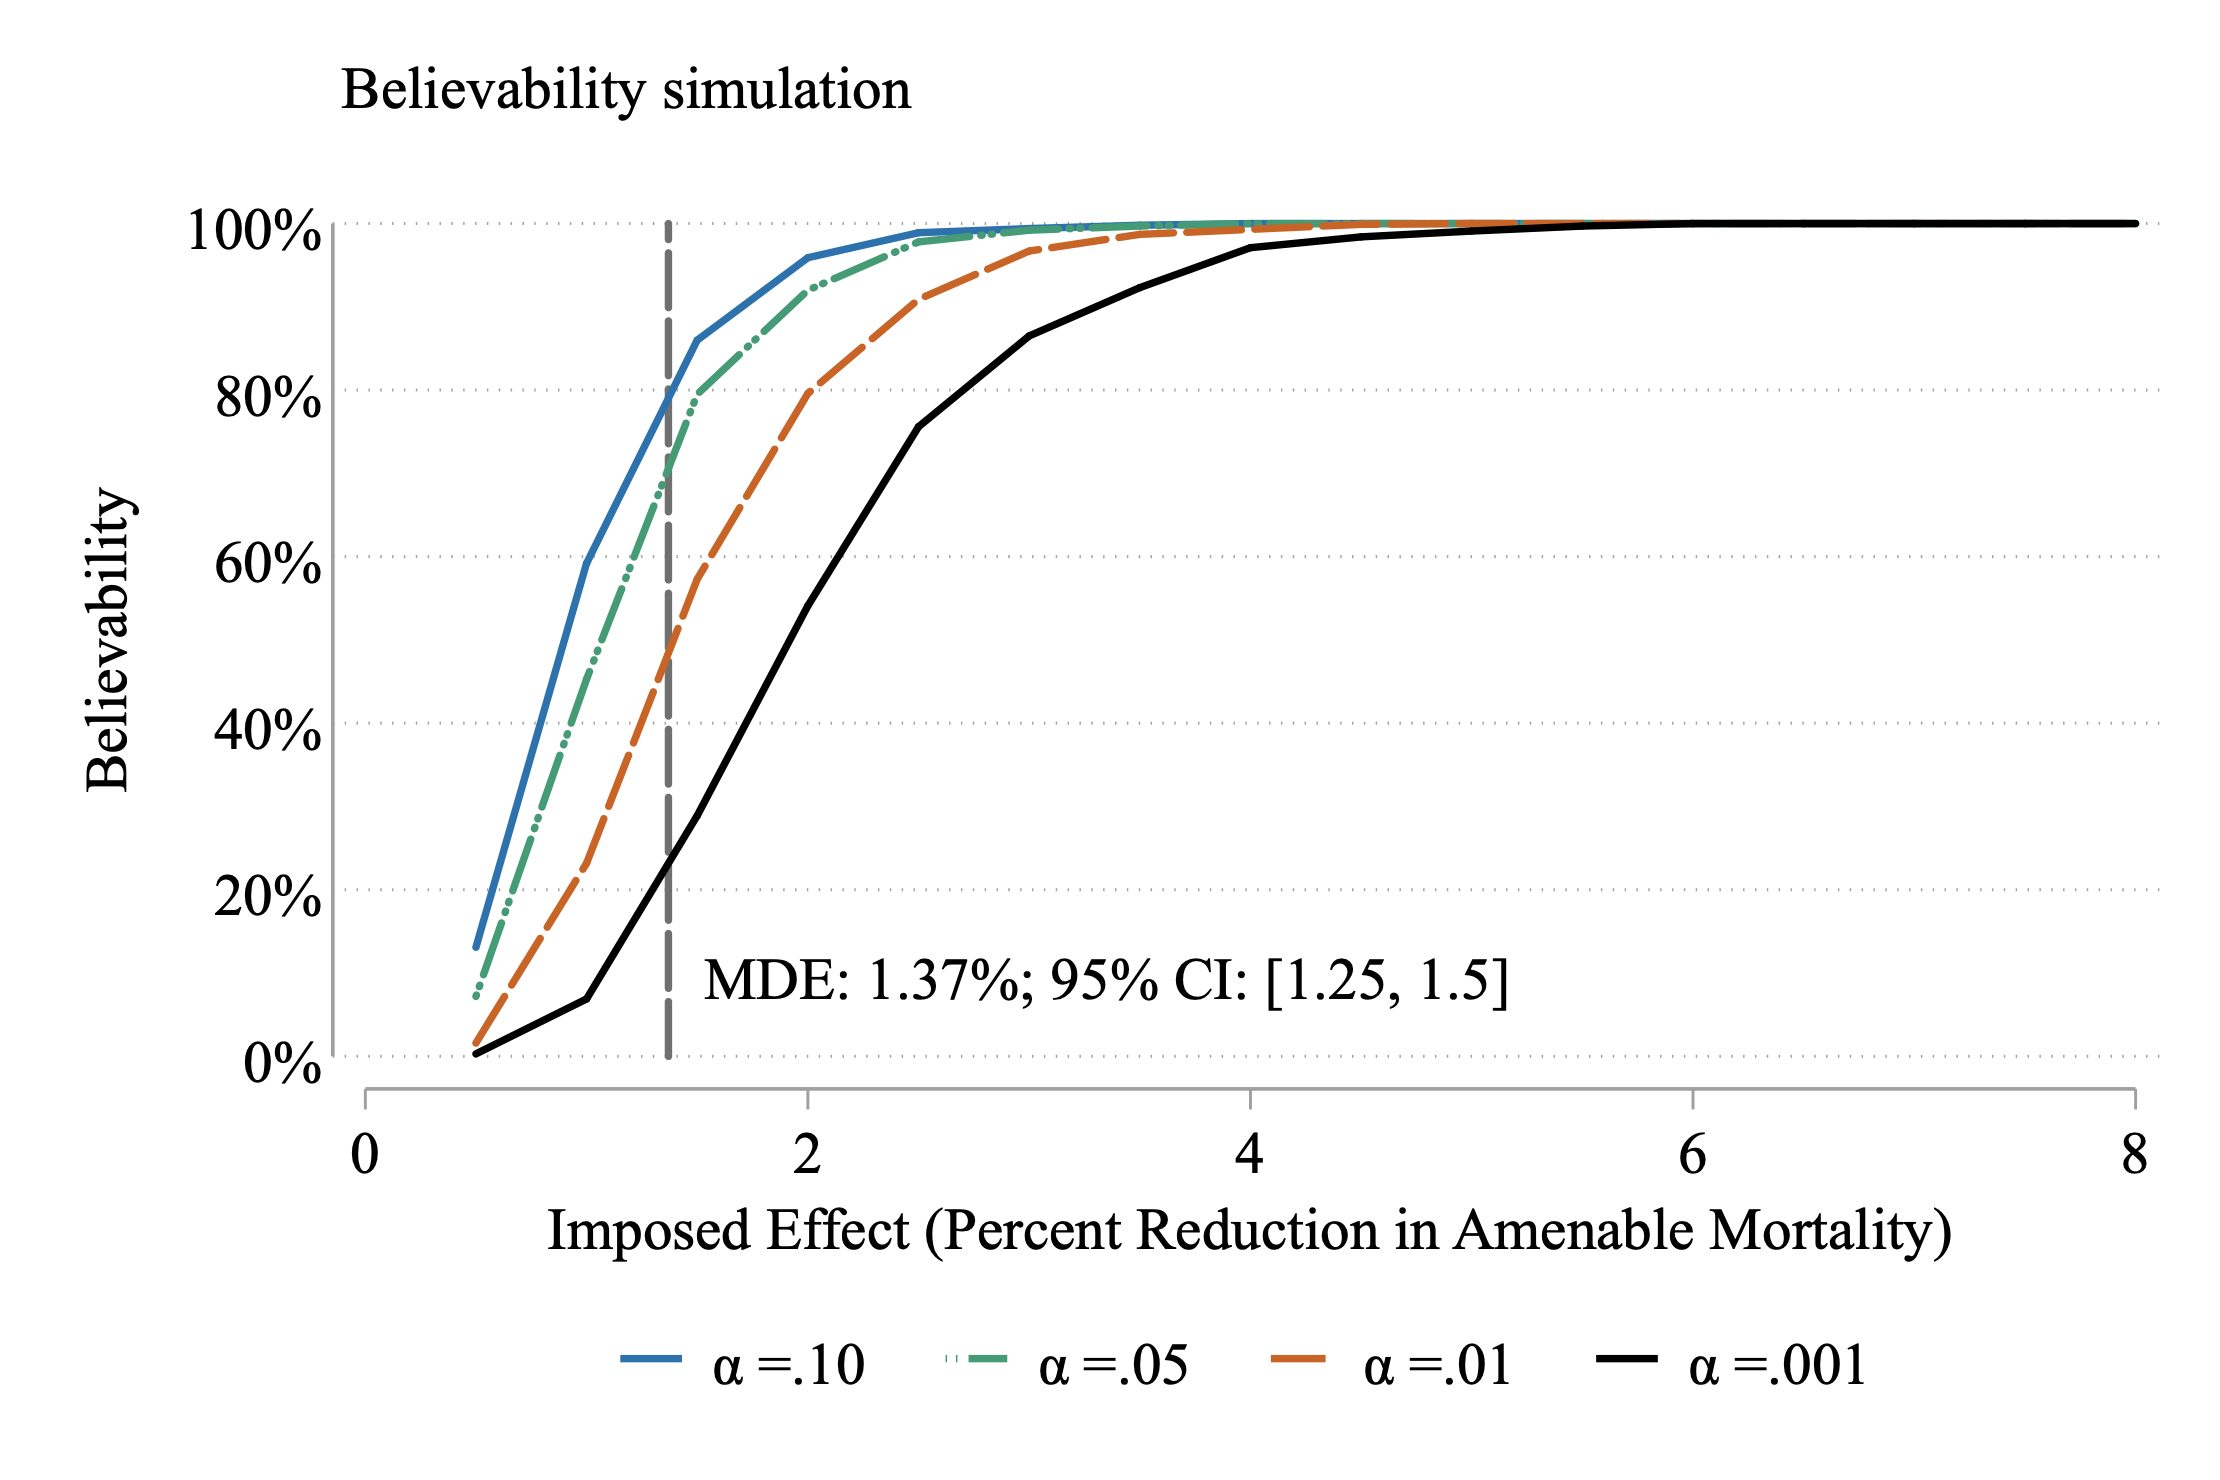 Believability simulation
100%
80%
60%
40%
20%
0%
Believability
MDE: 1.37%; 95% CI: [1.25, 1.5]
0 2 4 6 8
Imposed Effect (Percent Reduction in Amenable Mortality)
α =.10 α =.05 α =.01 α =.001